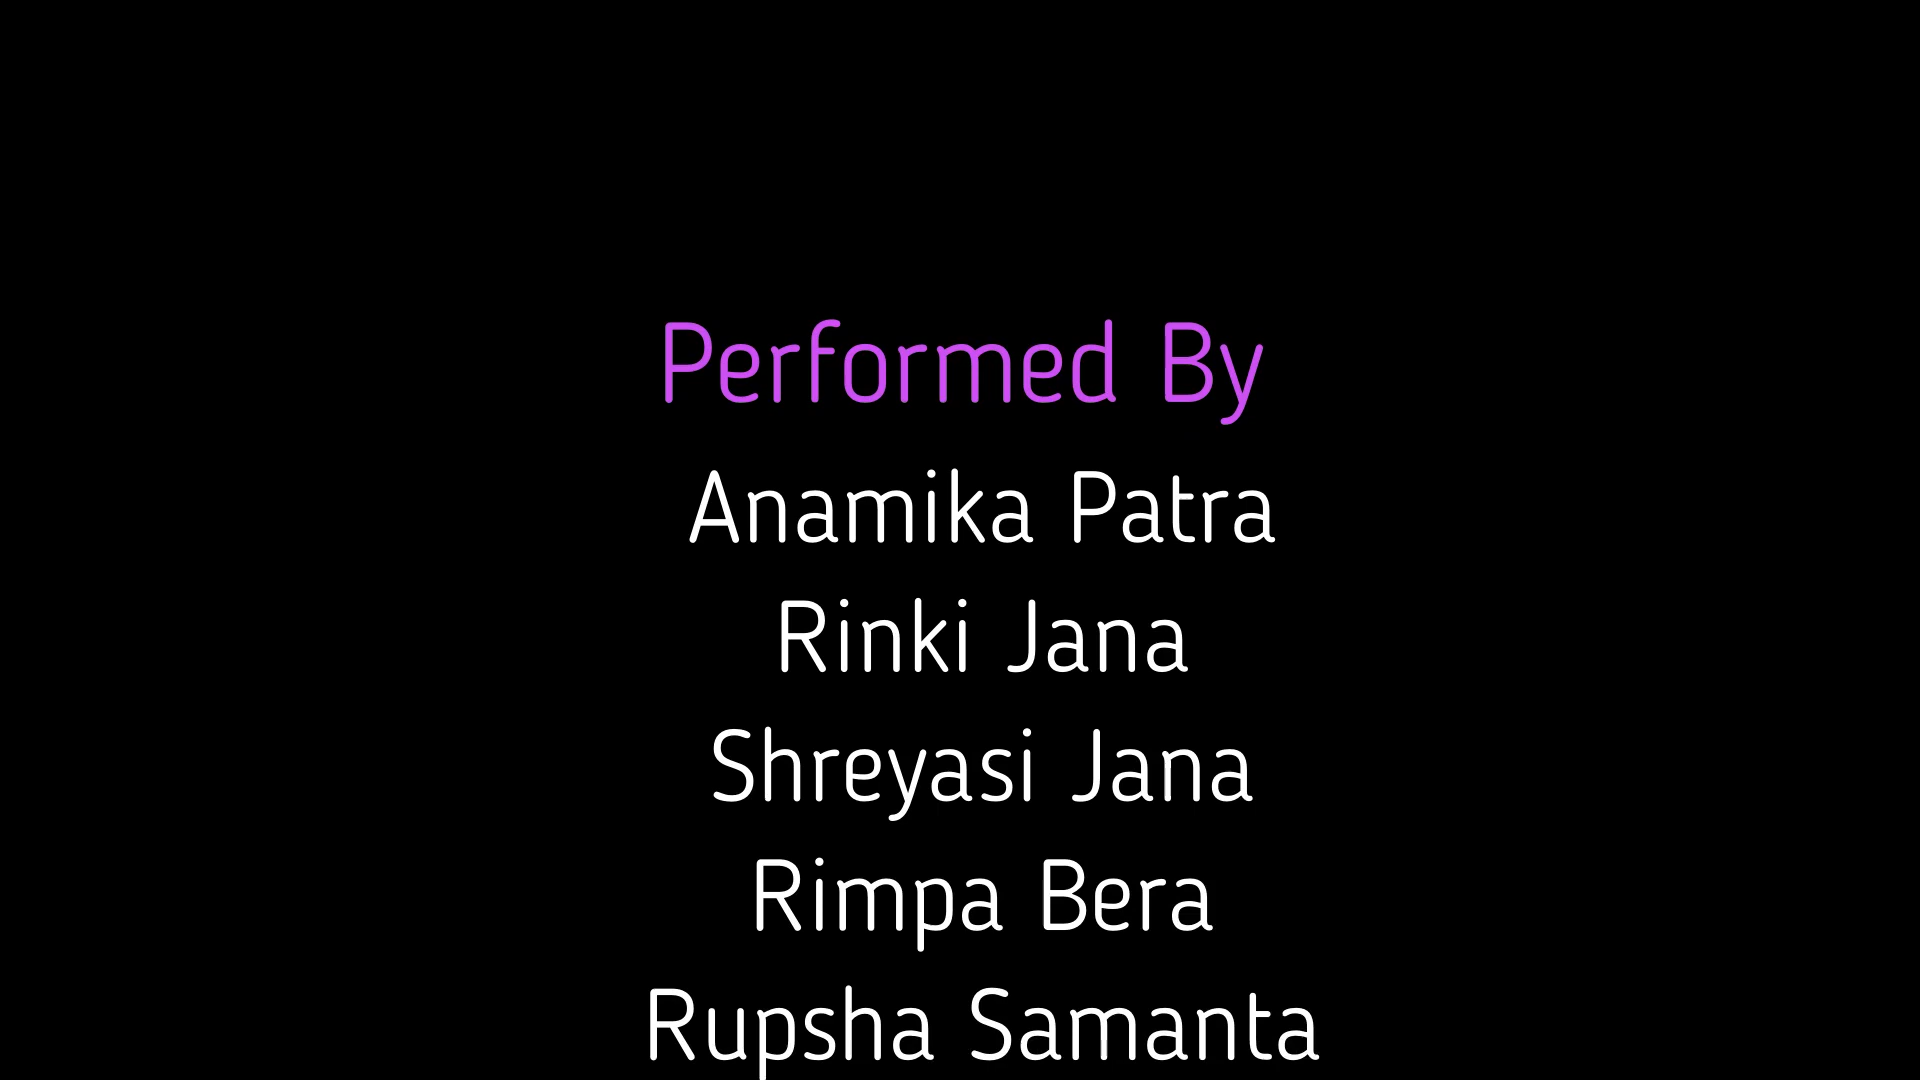 Performed By
Anamika Patra
Rinki Jana
Shreyasi Jana
Rimpa Bera
Rupsha Samanta